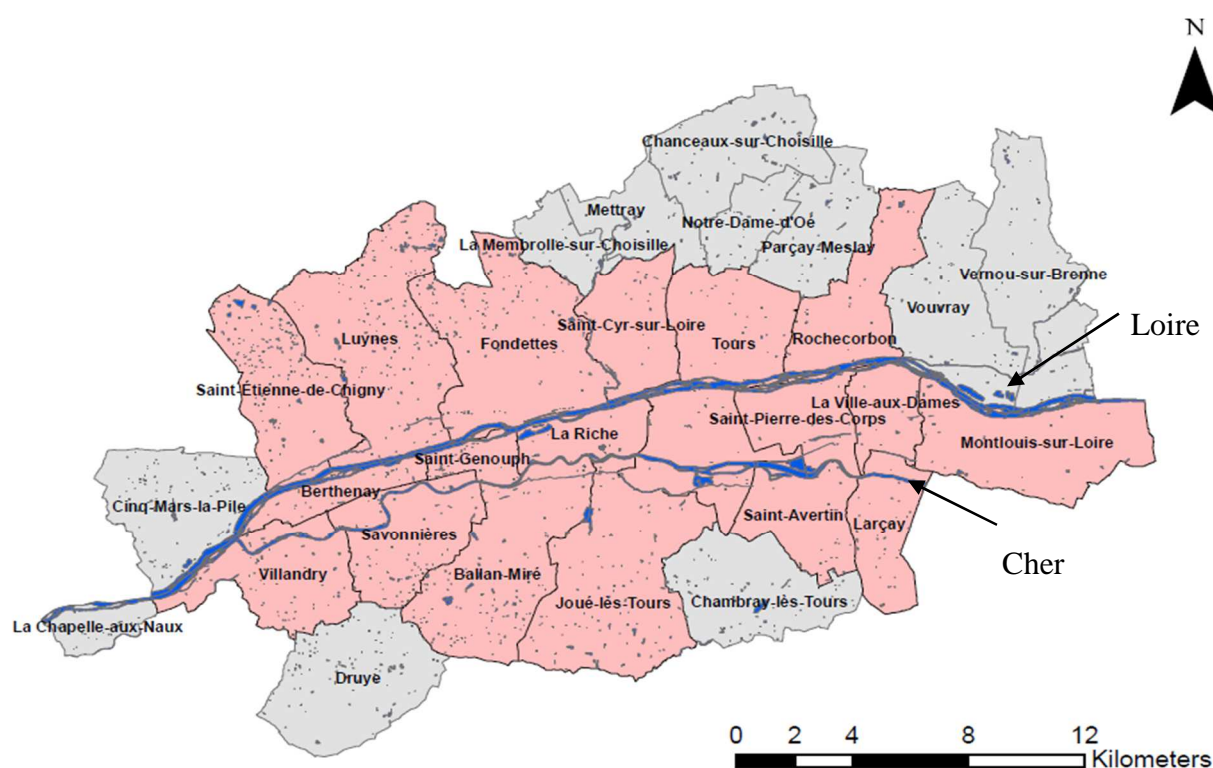 N
Chanceaux-sur-Choisille
Mettray
Notre-Dame-d'Oé
La Membrolle-sur-Choisille
Parçay-Meslay
Vernou-sur-Brenne
Vouvray
Loire
Saint-Cyr-sur-Loire
Luynes
Fondettes
Tours
Rochecorbon
Saint-Étienne-de-Chigny
La Ville-aux-Dames
Saint-Pierre-des-Corps
La Riche
Montlouis-sur-Loire
Saint-Genouph
Berthenay
Cinq-Mars-la-Pile
Saint-Avertin
Larçay
Savonnières
Cher
Villandry
Ballan-Miré
Joué-lès-Tours
Chambray-lès-Tours
La Chapelle-aux-Naux
Druye
0 2 4 8 12
Kilometers